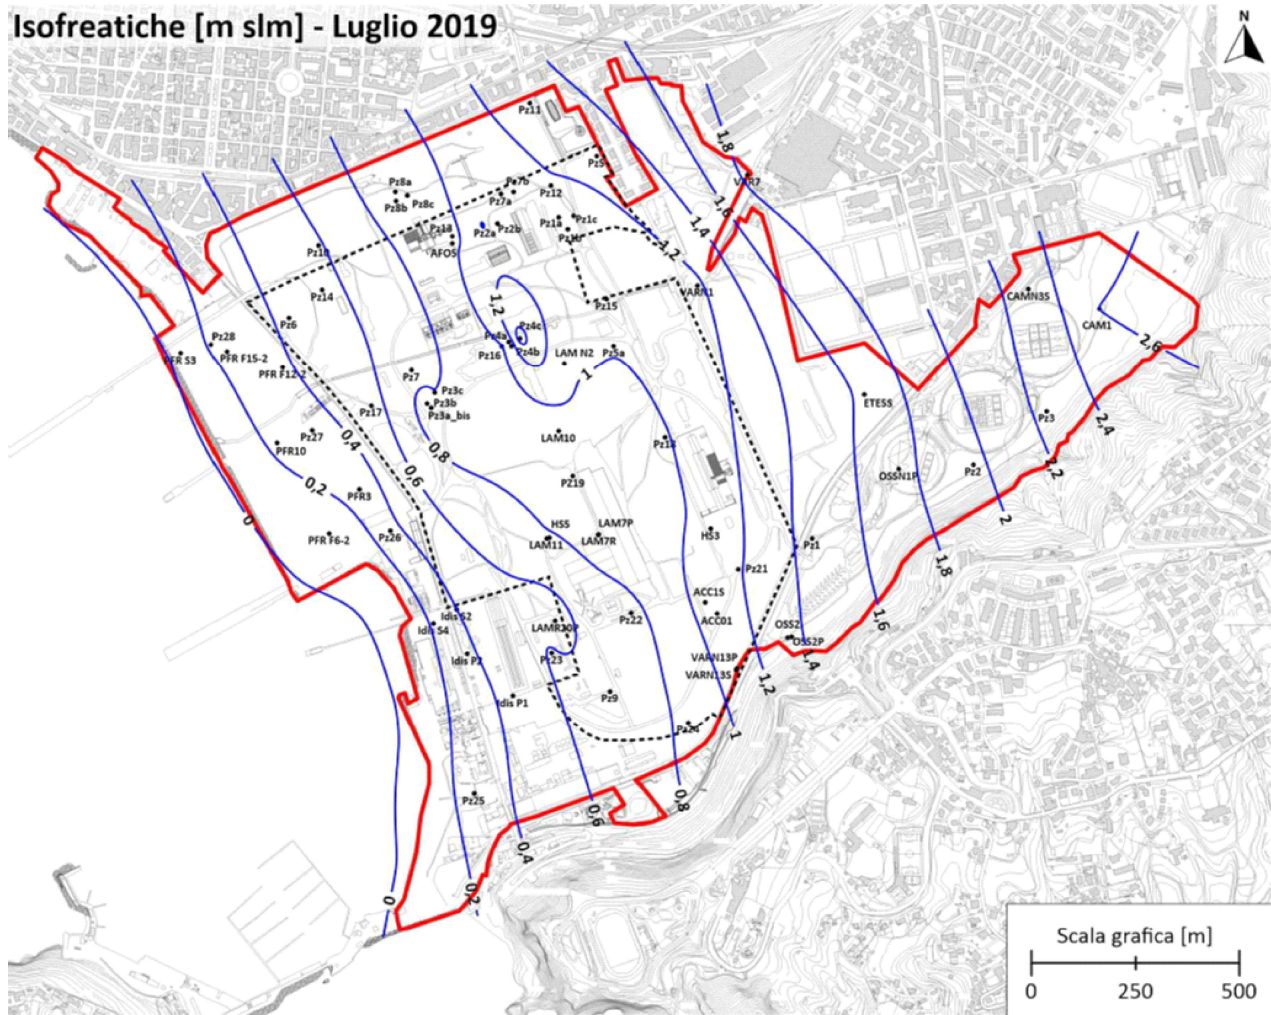 Isofreatiche [m slm] - Luglio 2019
N
Pz11
1,8
Pz5
VAR7
Pz8a
Pz7b
Pz12
Pz8c
Pz8b
Pz7a
1,6
Pz1a
Pz1c
Pz13
Pz2a
Pz2b
1,4
Pz10
AFO5
1,2
Pz14
VARN1
CAMN3S
1,2
Pz15
CAM1
Pz6
Pz4c
Pz28
Pz4a
2,6
PFR S3
PFR F15-2
Pz16
Pz4b
LAM N2
Pz5a
PFR F12-2
Pz7
1
Pz3c
ETESS
Pz17
Pz3b
Pz3a_bis
Pz3
2,4
Pz27
0,4
LAM10
PFR10
0,8
Pz18
2,2
0,6
OSSN1P
Pz2
0,2
PZ19
PFR3
2
0
HS5
LAM7P
PFR F6-2
Pz26
LAM11
LAM7R
HS3
Pz1
1,8
Pz21
ACC1S
Idis S2
Pz22
ACC01
1,6
Idis S4
LAMR20P
OSS2
OSS2P
Idis P2
Pz23
VARN13P
1,4
VARN13S
1,2
Idis P1
Pz9
Pz24
1
Pz25
0,8
0,6
0,4
0,2
0
Scala grafica [m]
0 250 500